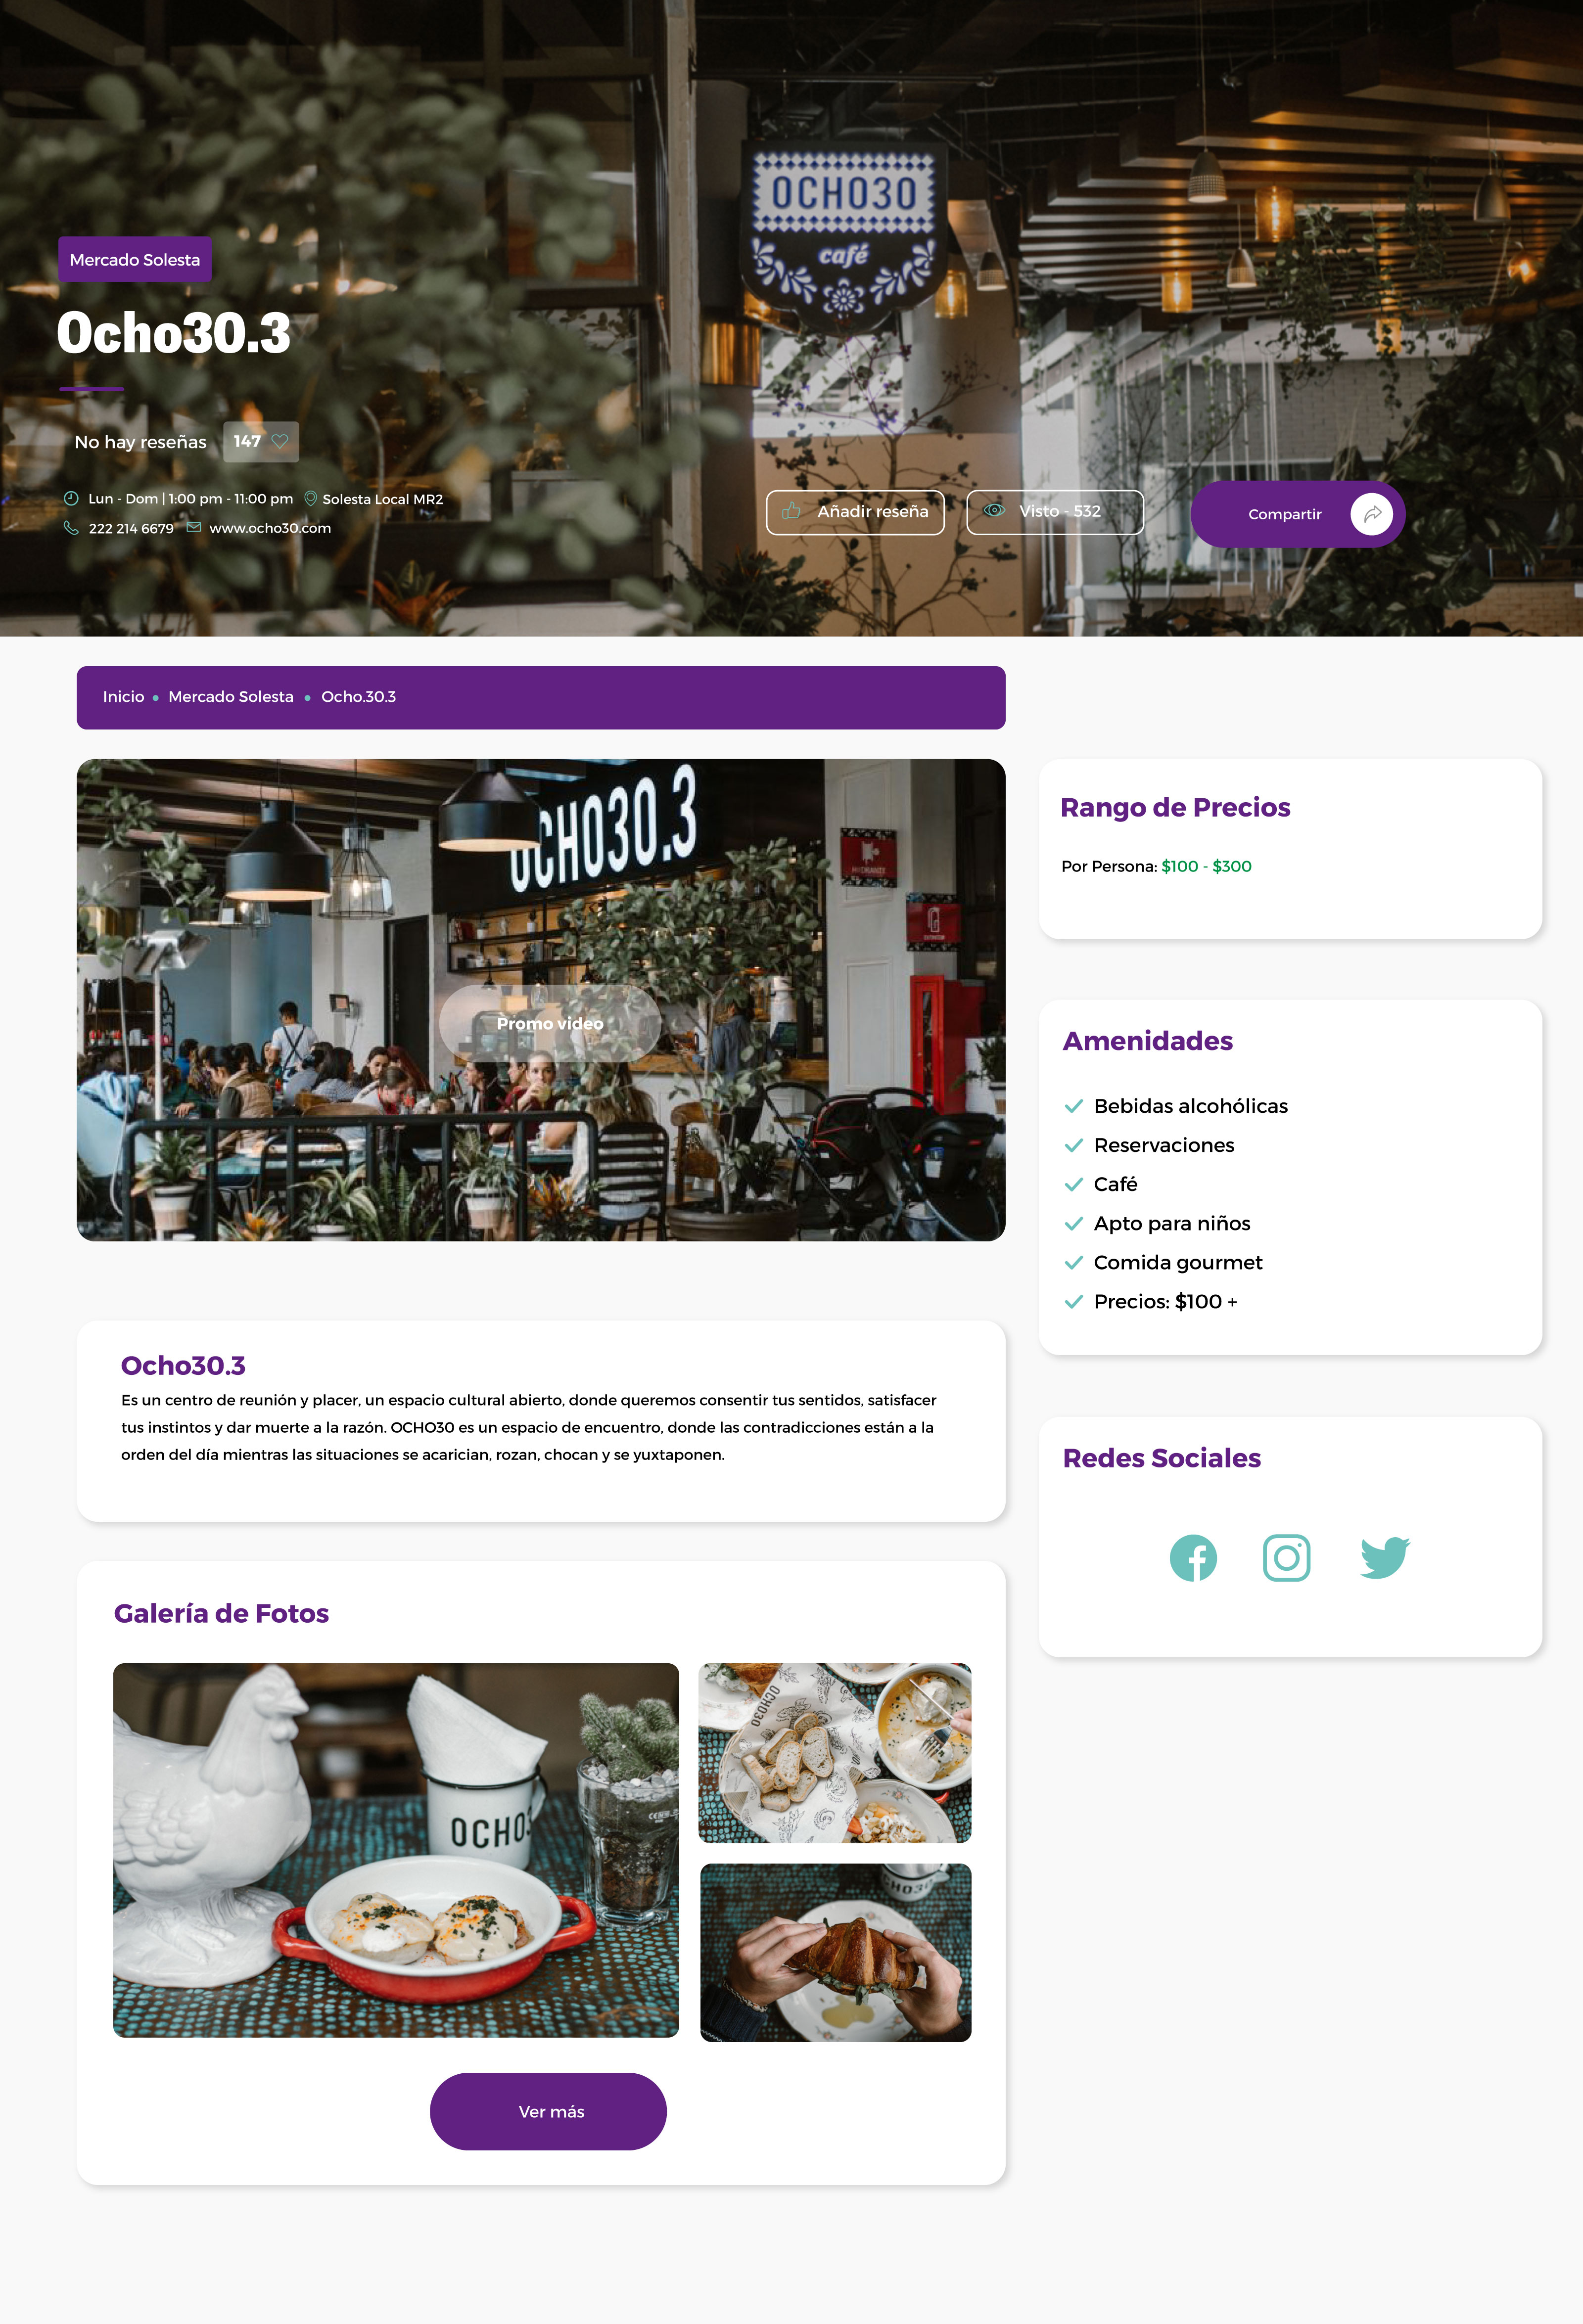 OCHO30
café
Mercado Solesta
Ocho30.3
No hay reseñas 147
Lun - Dom | 1:00 pm - 11:00 pm Solesta Local MR2
222 214 6679 www.ocho30.com
Añadir reseña Visto - 532 Compartir
Inicio • Mercado Solesta • Ocho.30.3
OCHO30.3
HYDRANTE
EXTINTOR
Promo video
Rango de Precios
Por Persona: $100 - $300
Amenidades
Bebidas alcohólicas
Reservaciones
Café
Apto para niños
Comida gourmet
Precios: $100 +
Ocho30.3
Es un centro de reunión y placer, un espacio cultural abierto, donde queremos consentir tus sentidos, satisfacer
tus instintos y dar muerte a la razón. OCHO30 es un espacio de encuentro, donde las contradicciones están a la
orden del día mientras las situaciones se acarician, rozan, chocan y se yuxtaponen.
Redes Sociales
Galería de Fotos
OCHO3
OCHO30
CHO30
Ver más